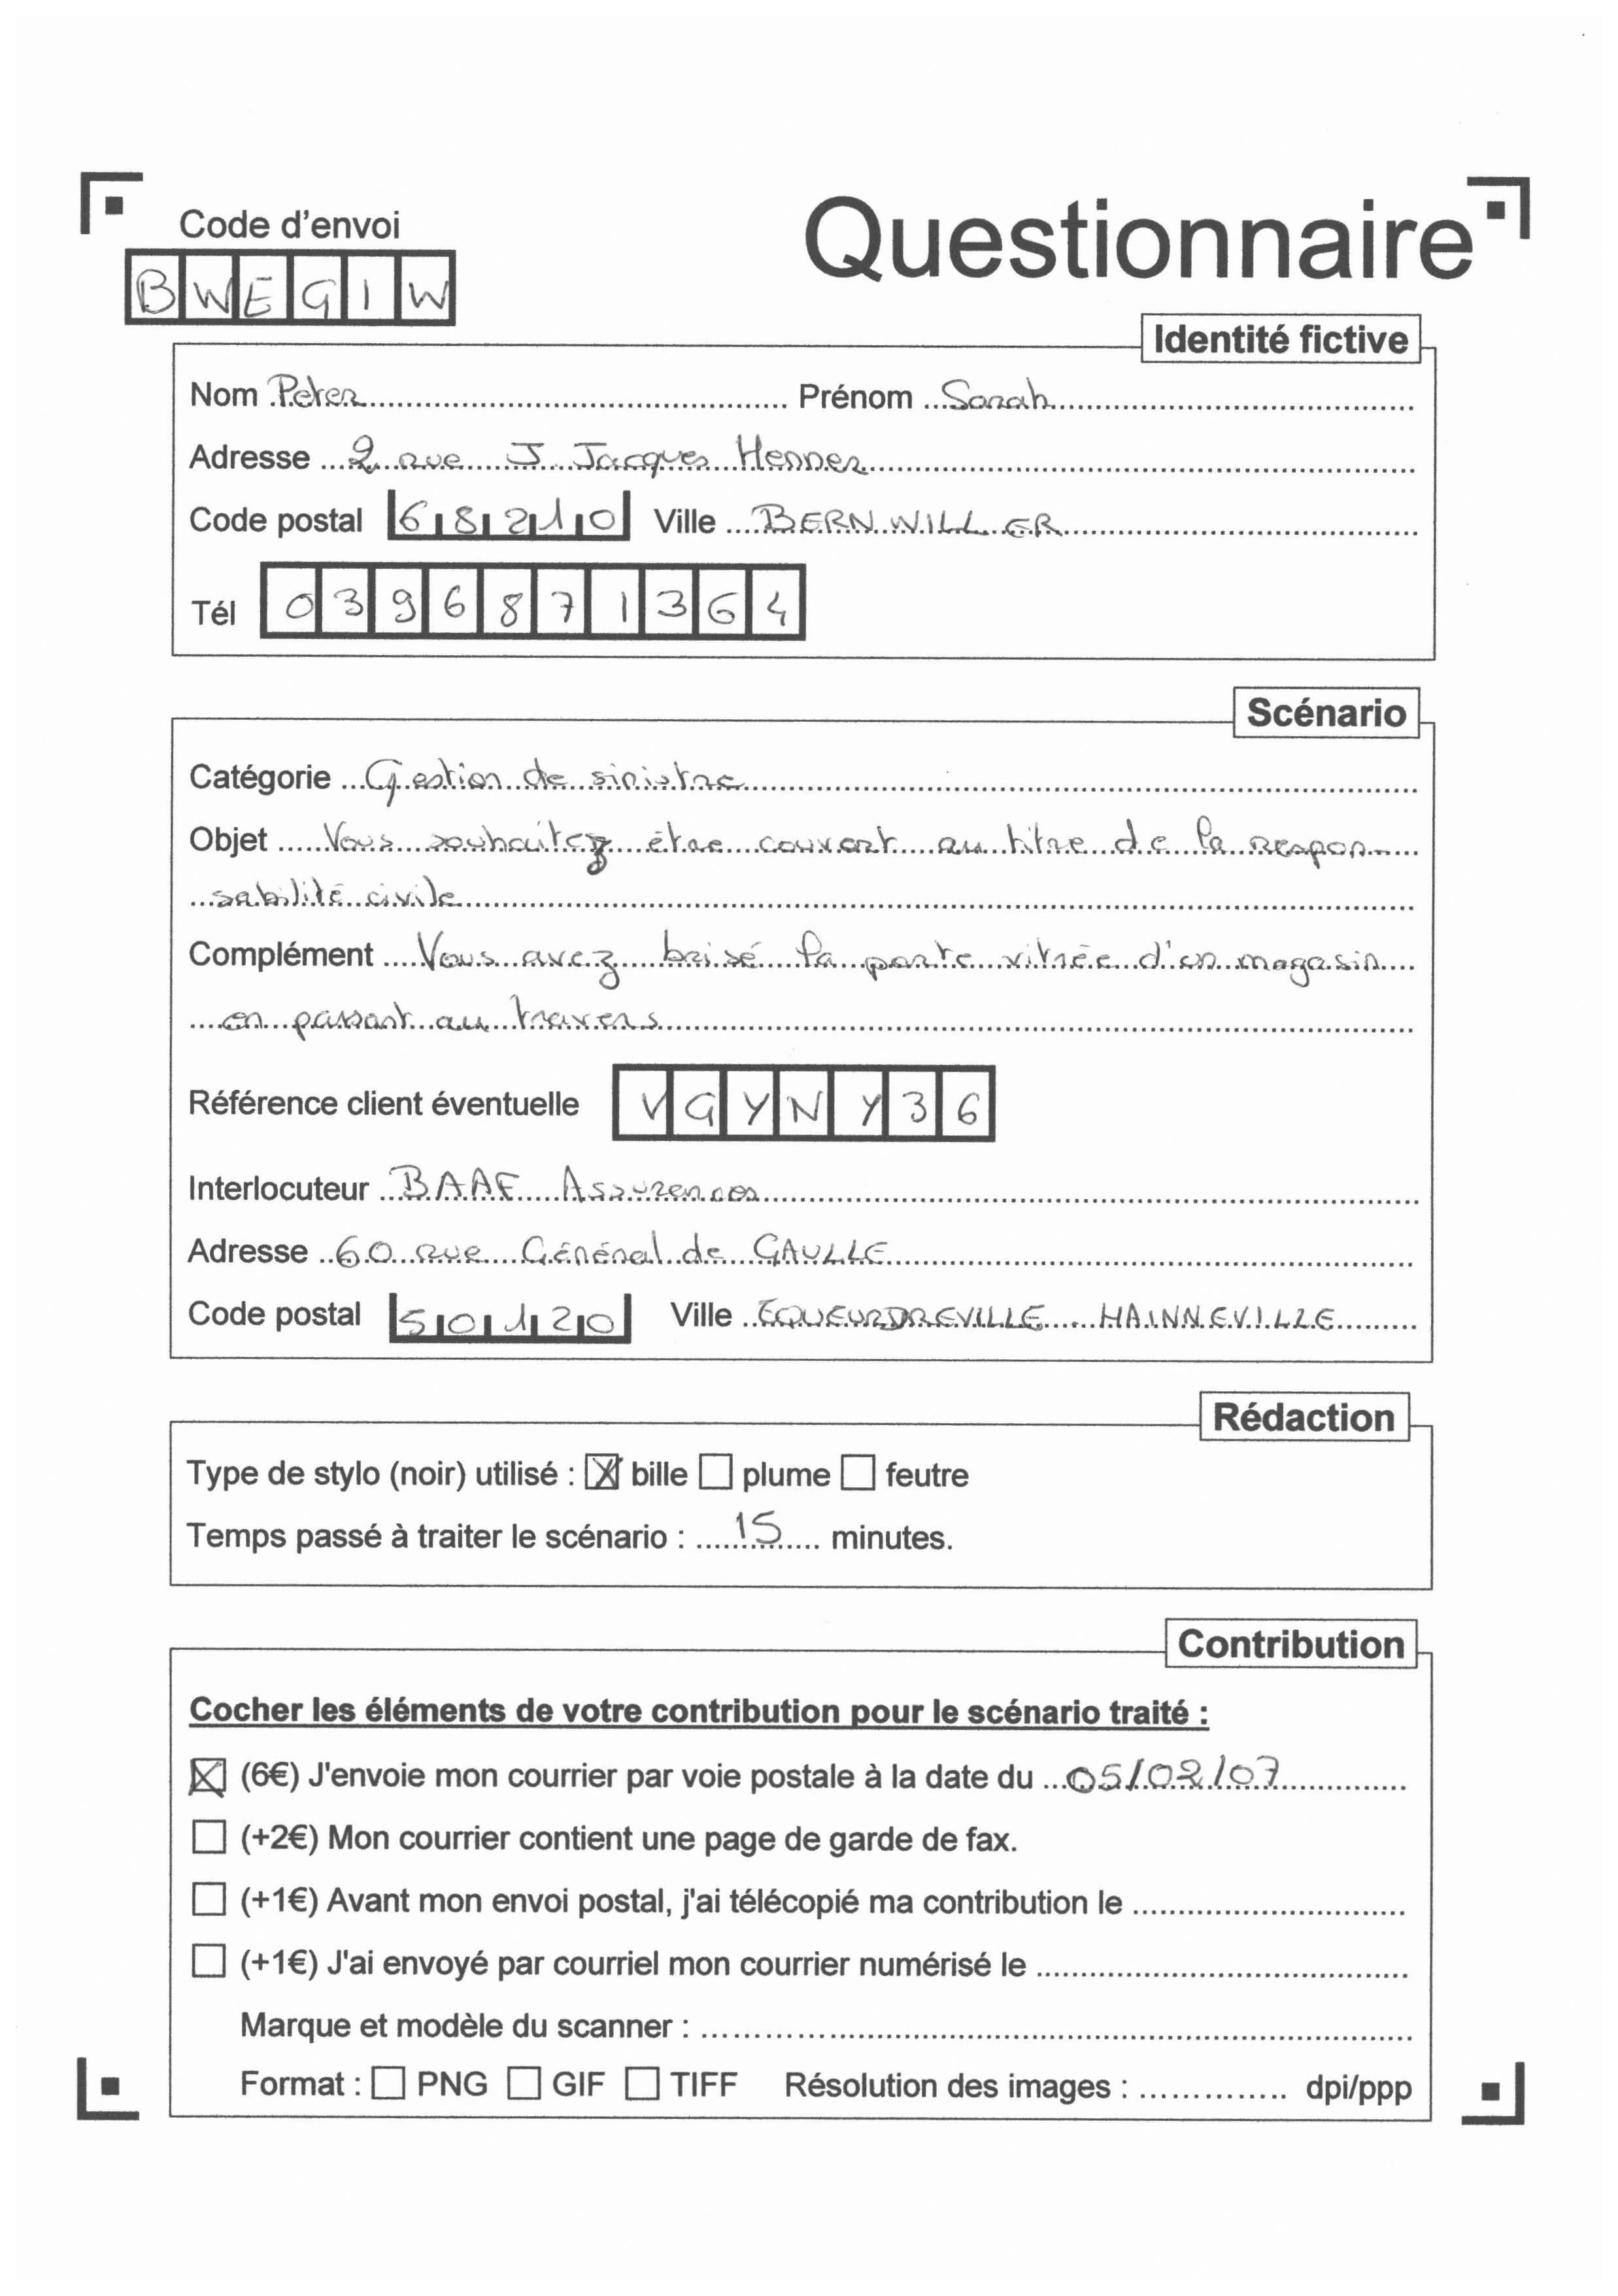 Code d'envoi
Questionnaire
BWEGIW
Identité fictive
Nom Peter Prénom Sarah
Adresse 2 rue J. Jacques Henner
Code postal 68210 Ville BERNWILLER
Tél 0396871364
Scénario
Catégorie Gestion de sinistre
Objet Vous souhaitez être couvert au titre de la respon-
sabilité civile
Complément Vous avez brisé la porte vitrée d'un magasin
en passant au travers
Référence client éventuelle VGYNY36
Interlocuteur BAAF Assurances
Adresse 60 rue Général de GAULLE
Code postal 50120 Ville EQUEURDREVILLE HAINNEVILLE
Rédaction
Type de stylo (noir) utilisé : ☒ bille ☐ plume ☐ feutre
Temps passé à traiter le scénario : 15 minutes.
Contribution
Cocher les éléments de votre contribution pour le scénario traité :
☒ (6€) J'envoie mon courrier par voie postale à la date du 05/02/07
☐ (+2€) Mon courrier contient une page de garde de fax.
☐ (+1€) Avant mon envoi postal, j'ai télécopié ma contribution le
☐ (+1€) J'ai envoyé par courriel mon courrier numérisé le
Marque et modèle du scanner :
Format : ☐ PNG ☐ GIF ☐ TIFF Résolution des images : dpi/ppp